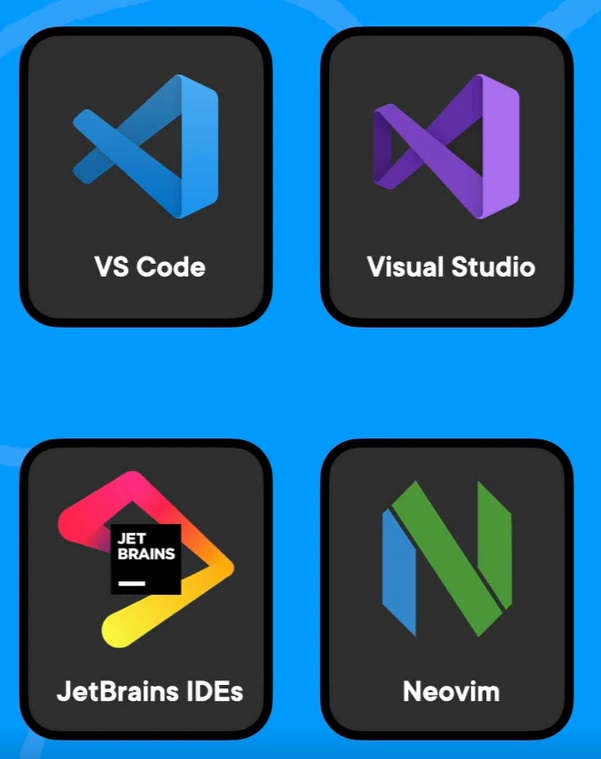 VS Code
Visual Studio
JET
BRAINS
JetBrains IDEs
Neovim